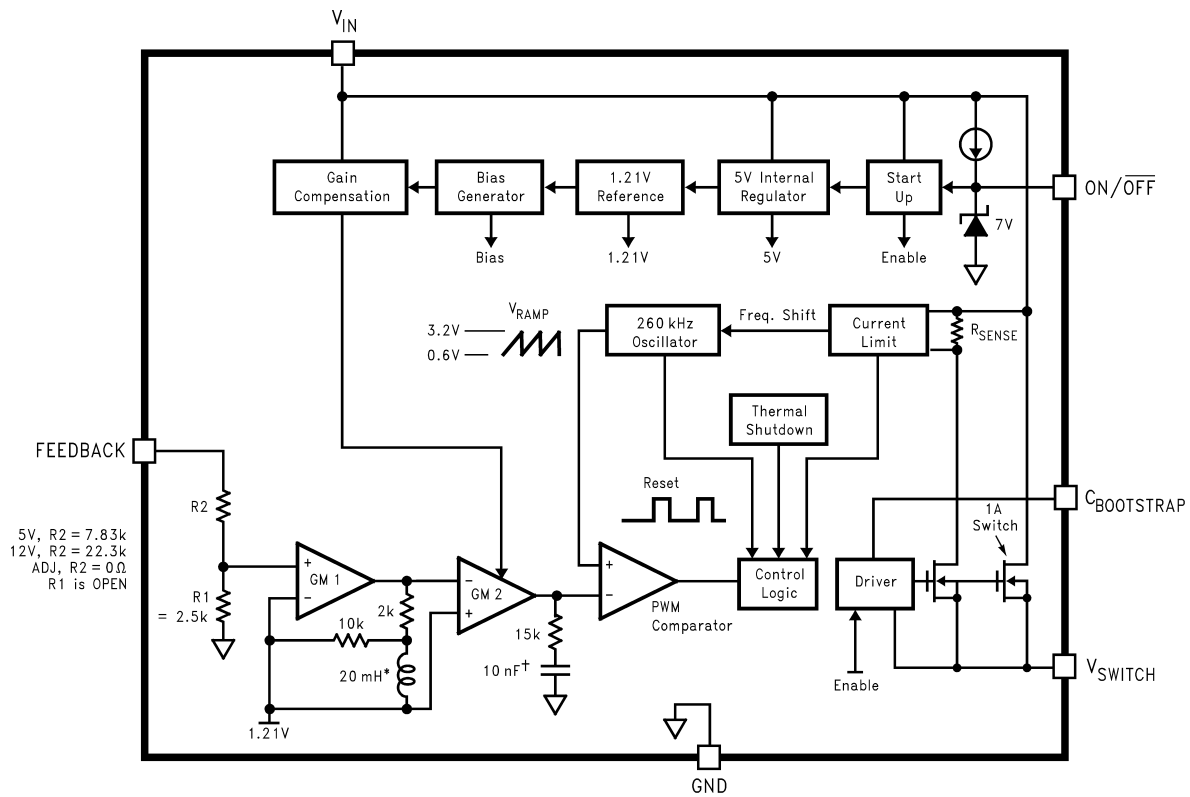 VIN
Gain
Compensation
Bias
Generator
1.21V
Reference
5V Internal
Regulator
Start
Up
ON/OFF
7V
Bias
1.21V
5V
Enable
VRAMP
3.2V
0.6V
260 kHz
Oscillator
Freq. Shift
Current
Limit
RSENSE
Thermal
Shutdown
FEEDBACK
Reset
CBOOTSTRAP
1A
Switch
R2
5V, R2 = 7.83k
12V, R2 = 22.3k
ADJ, R2 = 0Ω
R1 is OPEN
R1
= 2.5k
+
GM 1
−
−
GM 2
+
+
−
PWM
Comparator
Control
Logic
Driver
2k
10k
20 mH*
15k
10 nF†
1.21V
Enable
VSWITCH
GND